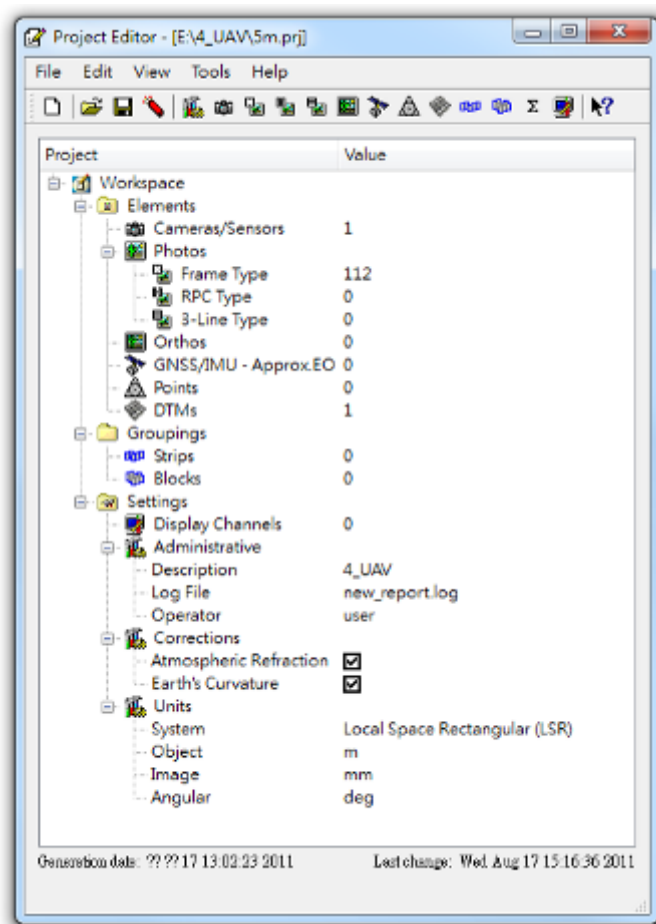 Project Editor - [E:\4_UAV\5m.prj]
File Edit View Tools Help
Project Value
Workspace
Elements
Cameras/Sensors 1
Photos
Frame Type 112
RPC Type 0
3-Line Type 0
Orthos 0
GNSS/IMU - Approx.EO 0
Points 0
DTMs 1
Groupings
Strips 0
Blocks 0
Settings
Display Channels 0
Administrative
Description 4_UAV
Log File new_report.log
Operator user
Corrections
Atmospheric Refraction
Earth's Curvature
Units
System Local Space Rectangular (LSR)
Object m
Image mm
Angular deg
Generation date: ?? ?? 17 13:02:23 2011 Last change: Wed Aug 17 15:16:36 2011